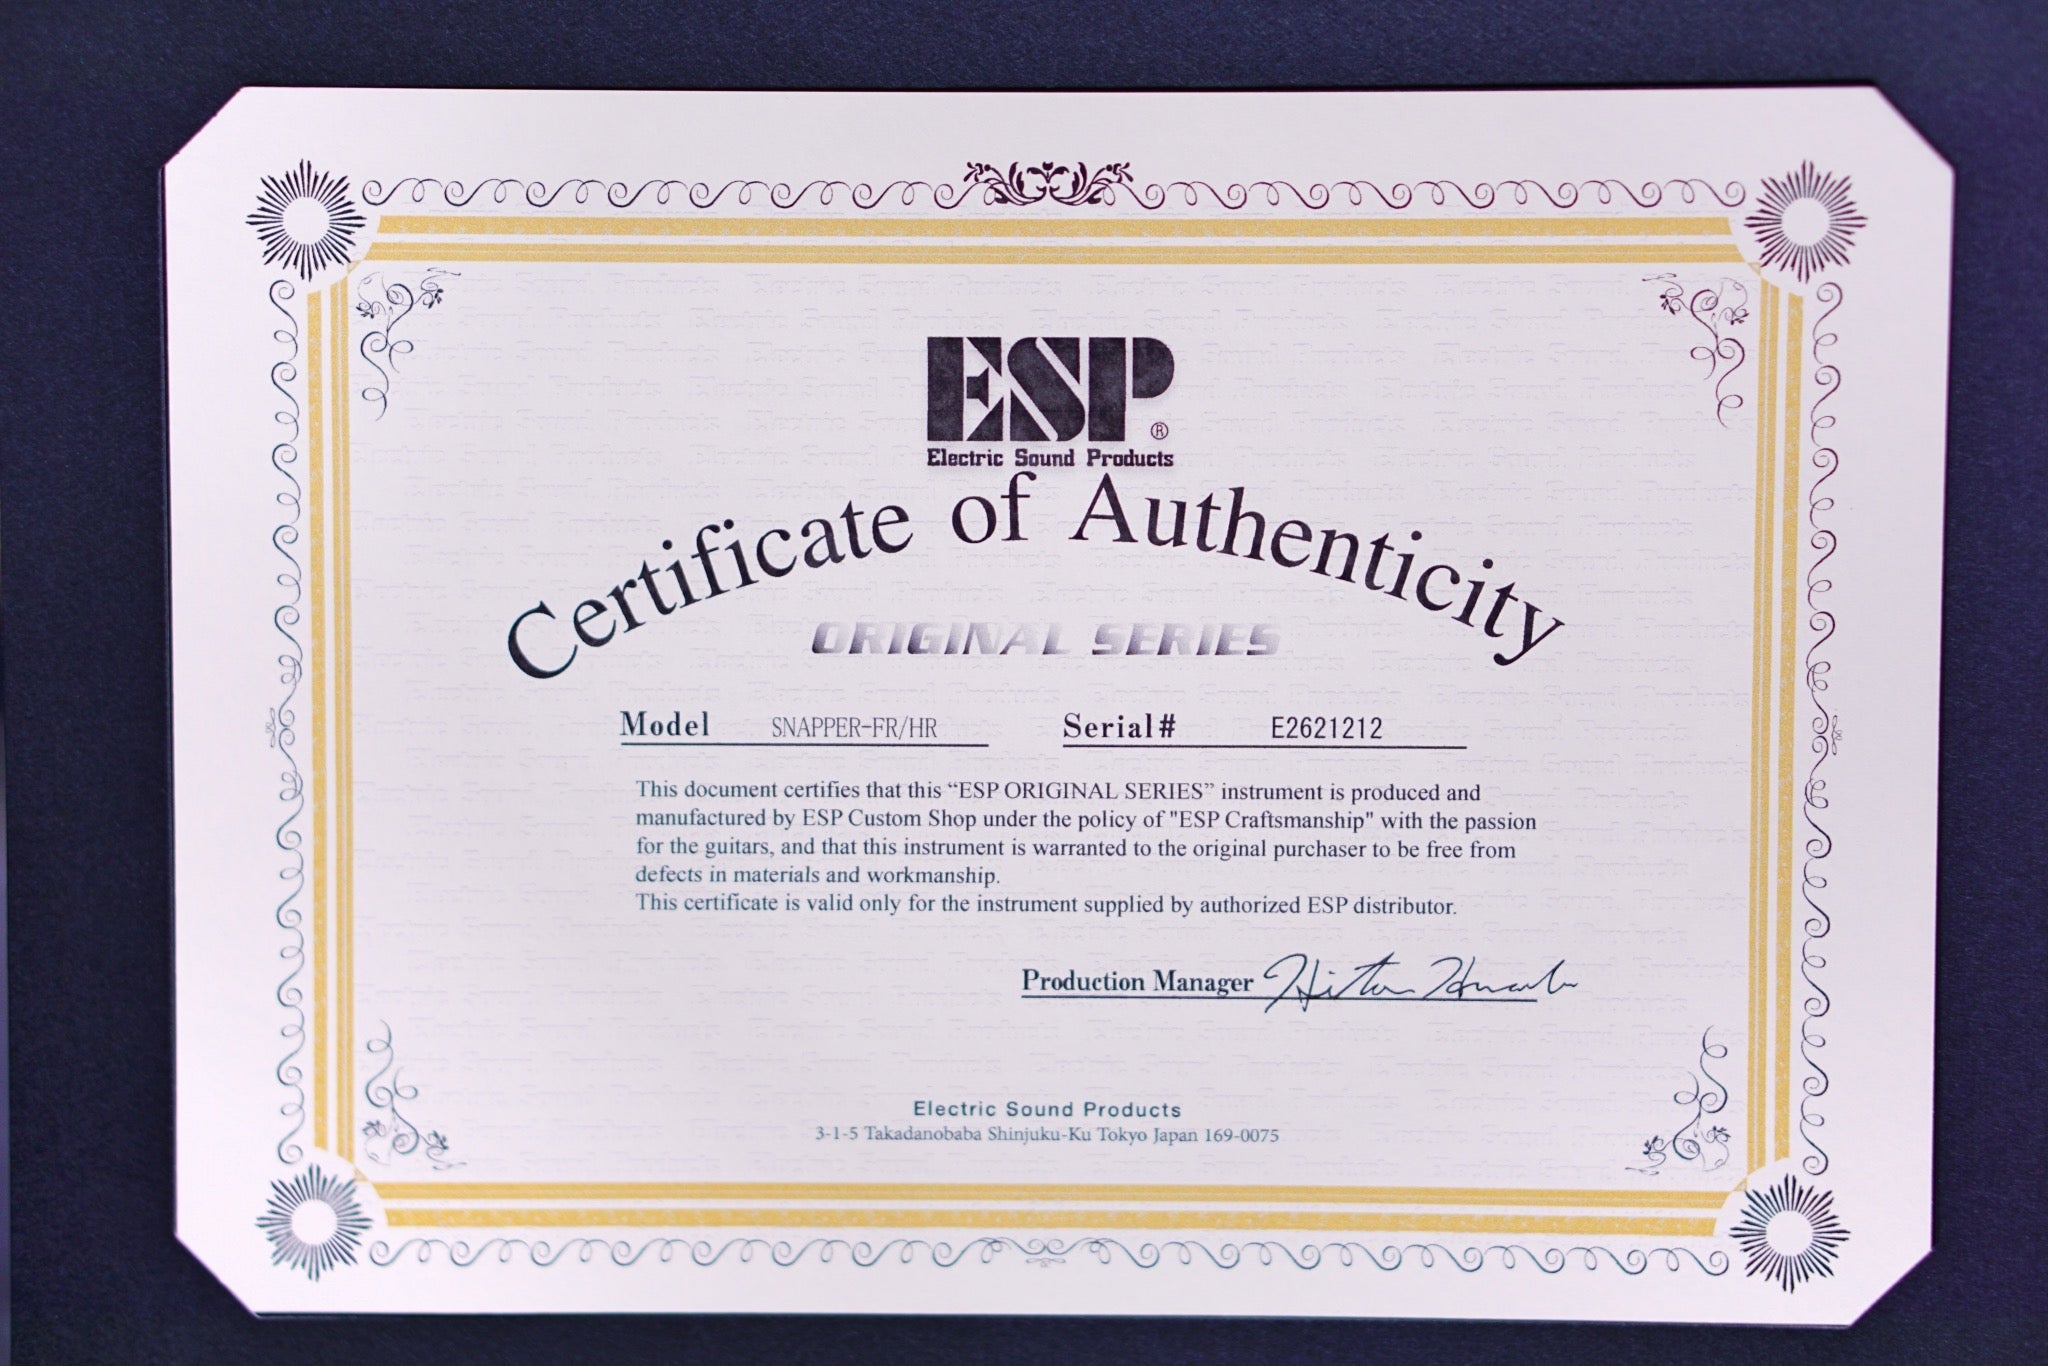 ESP®
Electric Sound Products
Certificate of Authenticity
ORIGINAL SERIES
Model SNAPPER-FR/HR Serial# E2621212
This document certifies that this “ESP ORIGINAL SERIES” instrument is produced and
manufactured by ESP Custom Shop under the policy of "ESP Craftsmanship" with the passion
for the guitars, and that this instrument is warranted to the original purchaser to be free from
defects in materials and workmanship.
This certificate is valid only for the instrument supplied by authorized ESP distributor.
Production Manager
Electric Sound Products
3-1-5 Takadanobaba Shinjuku-Ku Tokyo Japan 169-0075